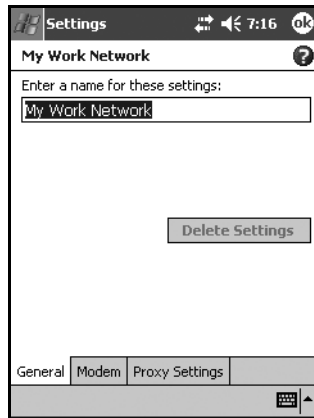 Settings 7:16 ok
My Work Network
Enter a name for these settings:
My Work Network
Delete Settings
General Modem Proxy Settings